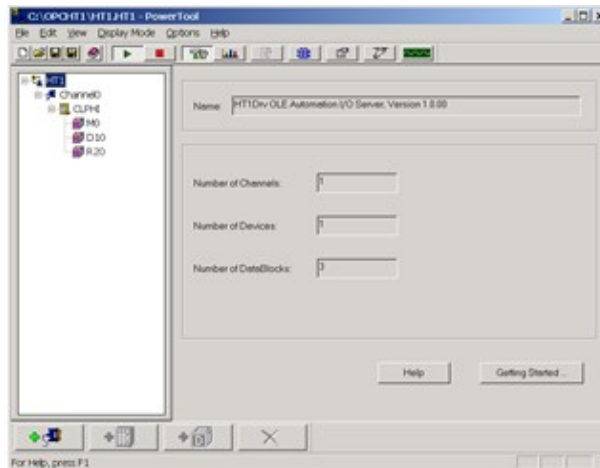 C:\OPCHT1\HT1.HT1 - PowerTool
File Edit View Display Mode Options Help
HT1
Channel0
CLPHI
M0
D10
R20
Name: HT1Drv OLE Automation I/O Server, Version 1.0.00
Number of Channels: 1
Number of Devices: 1
Number of DataBlocks: 3
Help Getting Started ...
For Help, press F1